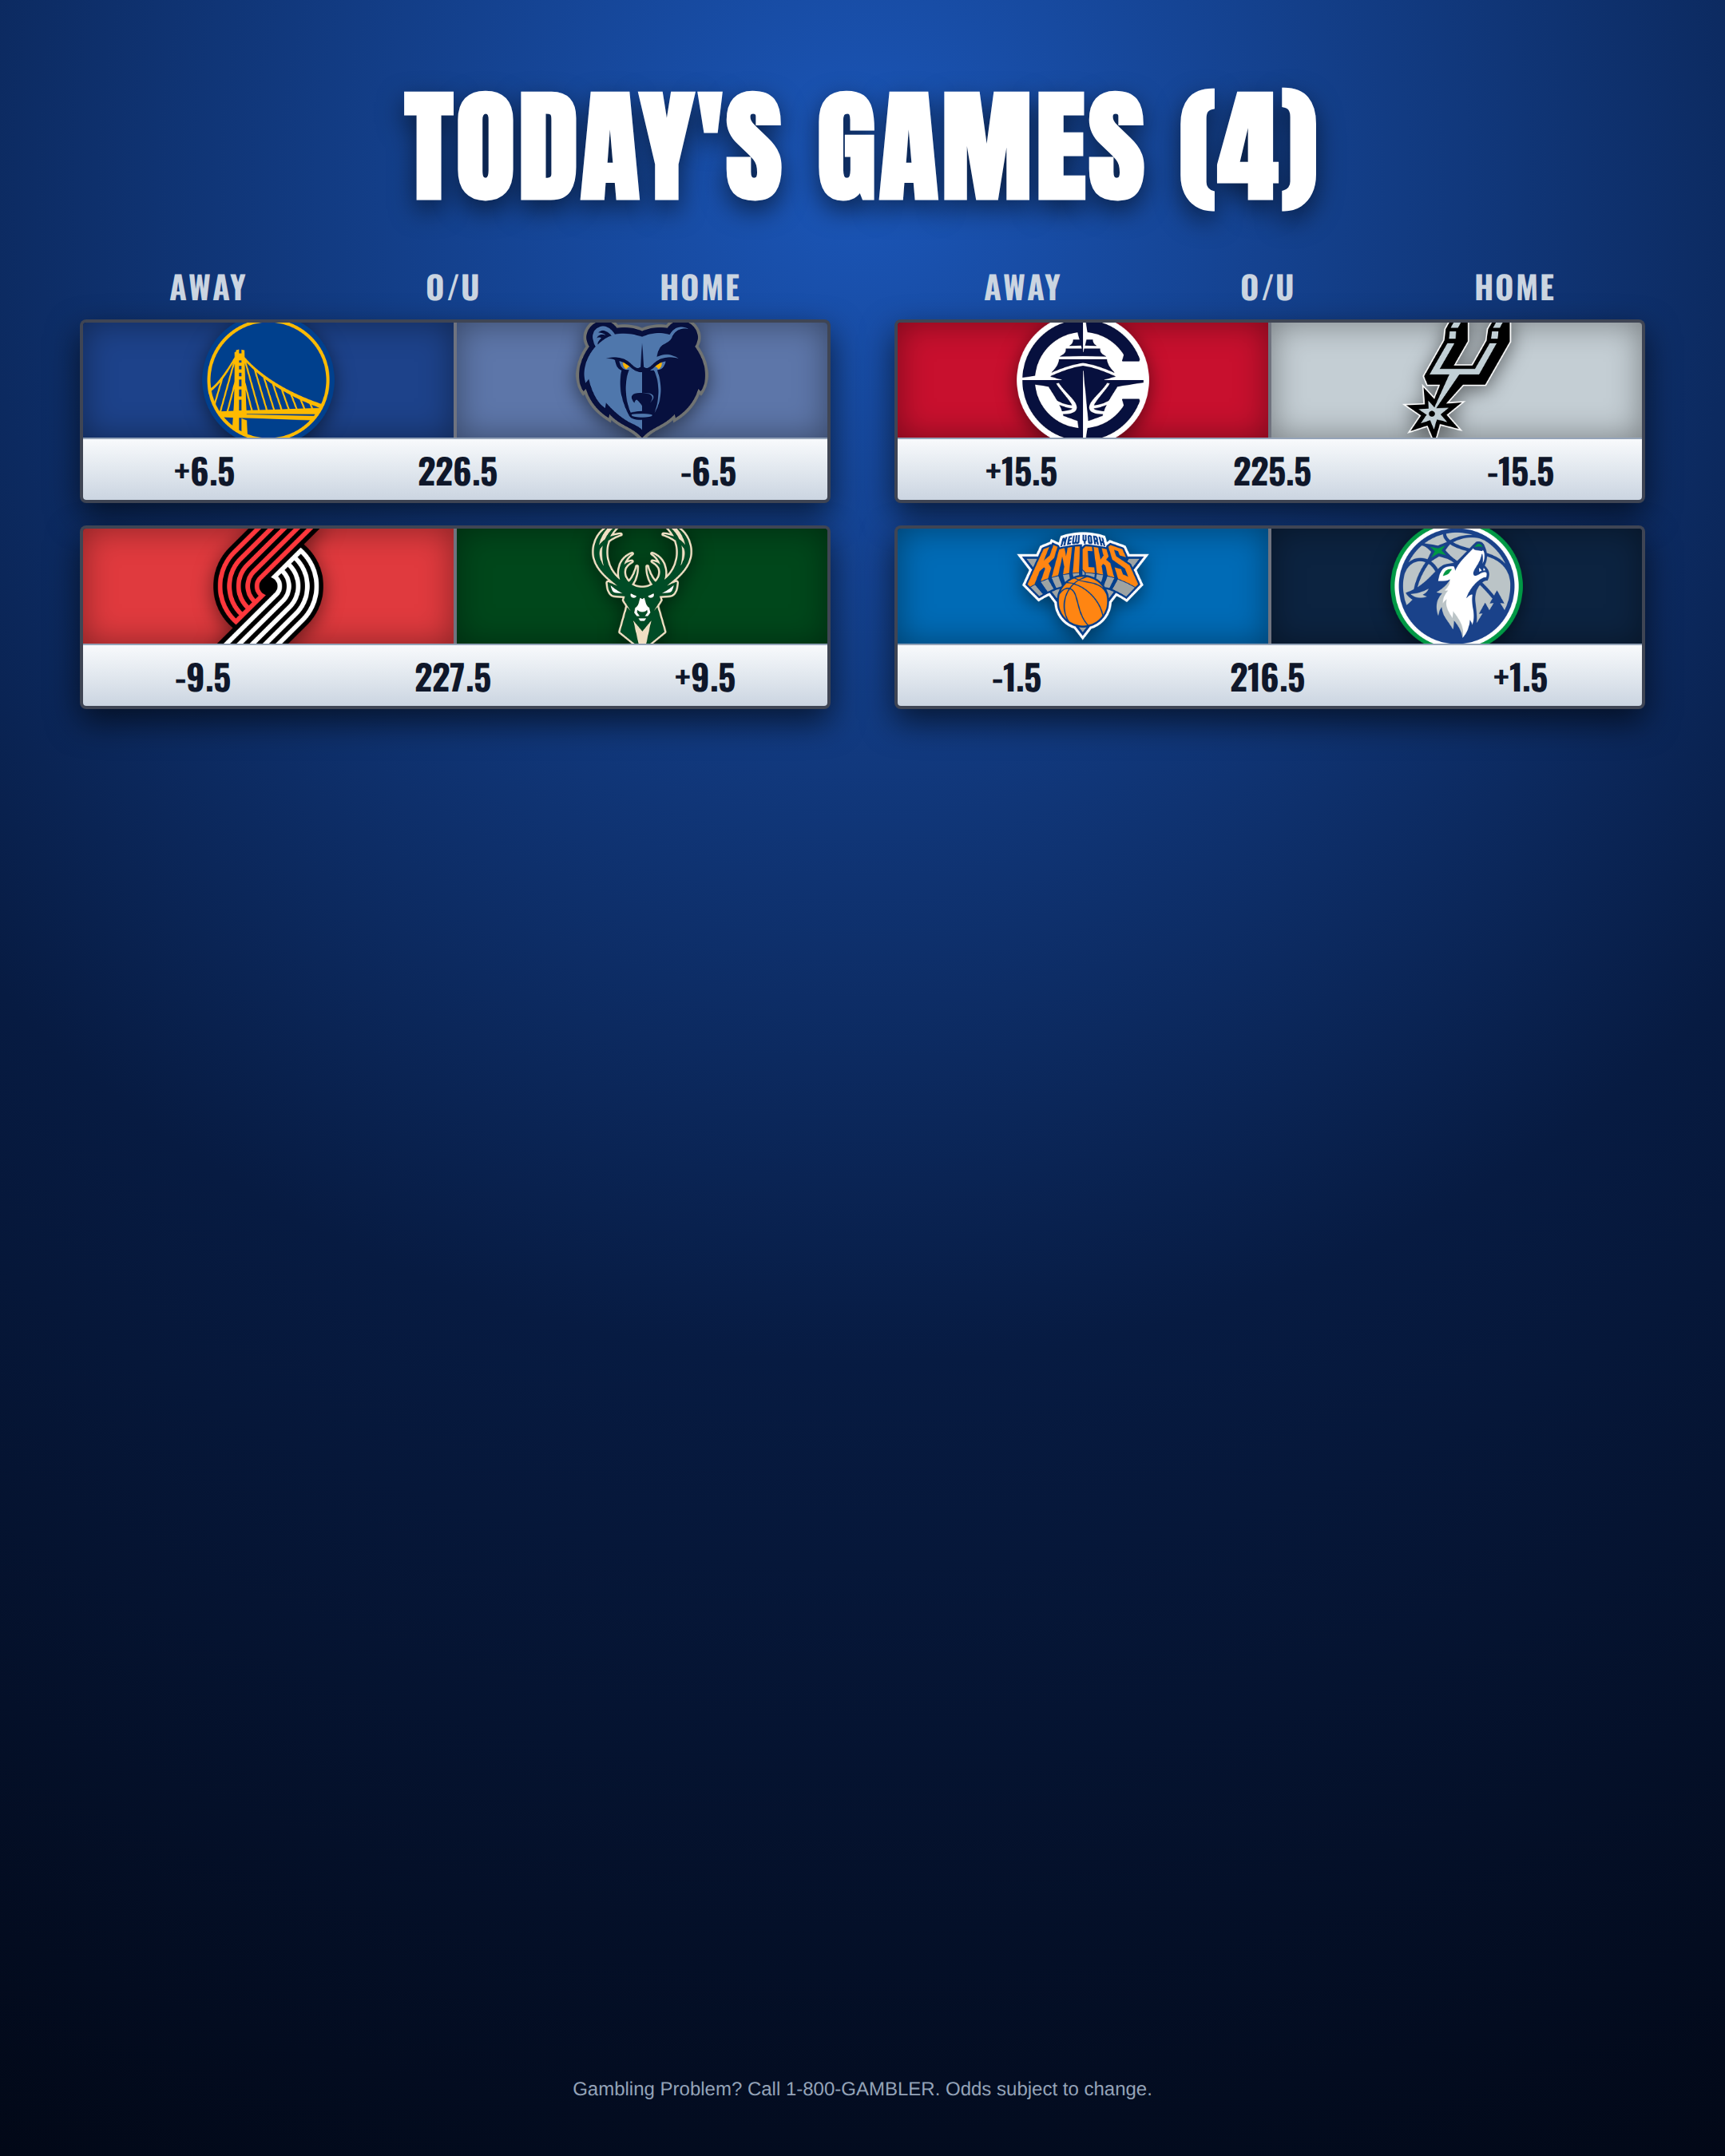 TODAY'S GAMES (4)
AWAY O/U HOME AWAY O/U HOME
+6.5 226.5 -6.5
+15.5 225.5 -15.5
NEW YORK
KNICKS
-9.5 227.5 +9.5
-1.5 216.5 +1.5
Gambling Problem? Call 1-800-GAMBLER. Odds subject to change.